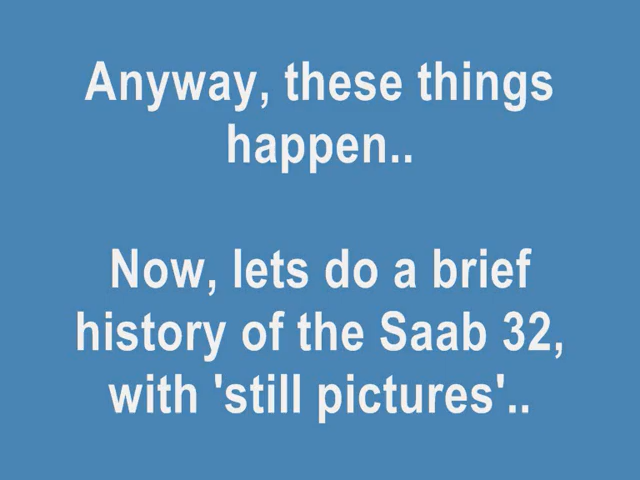 Anyway, these things
happen..
Now, lets do a brief
history of the Saab 32,
with 'still pictures'..